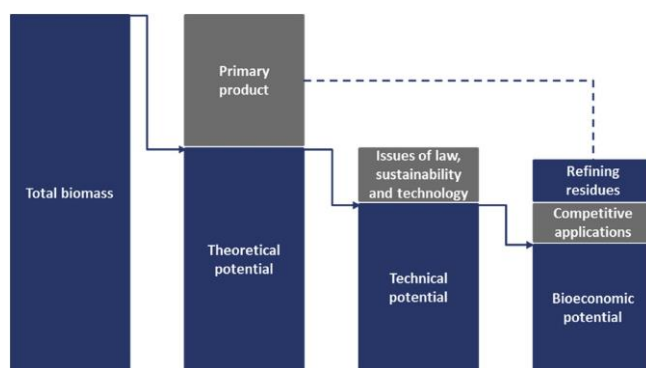 Total biomass
Primary
product
Theoretical
potential
Issues of law,
sustainability
and technology
Technical
potential
Refining
residues
Competitive
applications
Bioeconomic
potential